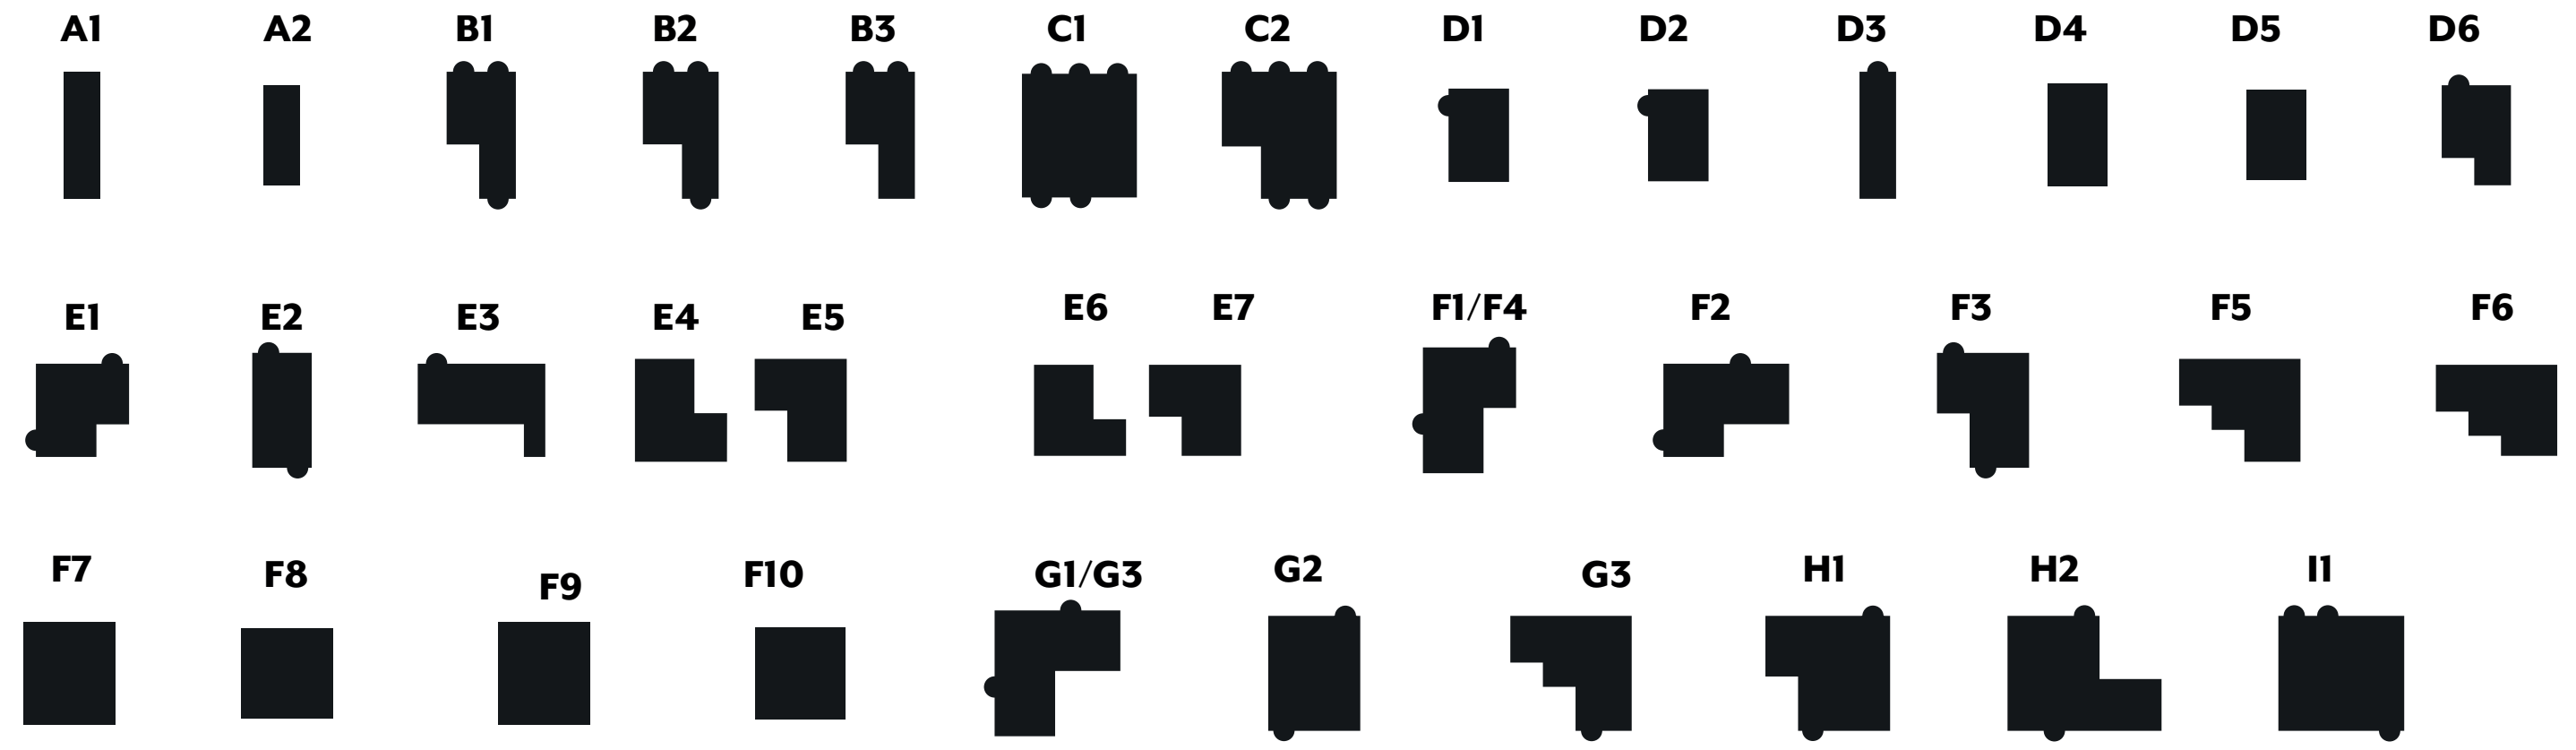 A1 A2 B1 B2 B3 C1 C2 D1 D2 D3 D4 D5 D6
E1 E2 E3 E4 E5 E6 E7 F1/F4 F2 F3 F5 F6
F7 F8 F9 F10 G1/G3 G2 G3 H1 H2 I1